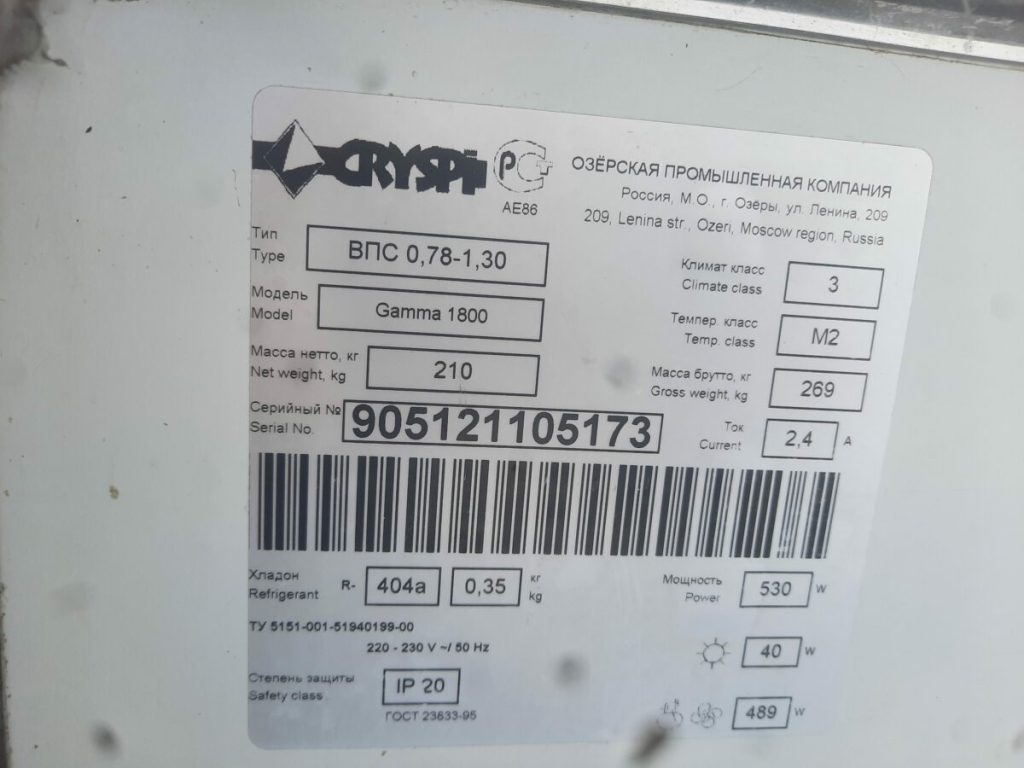 CRYSPI
РС
АЕ86
ОЗЁРСКАЯ ПРОМЫШЛЕННАЯ КОМПАНИЯ
Россия, М.О., г. Озёры, ул. Ленина, 209
209, Lenina str., Ozeri, Moscow region, Russia
Тип
Type
ВПС 0,78-1,30
Модель
Model
Gamma 1800
Масса нетто, кг
Net weight, kg
210
Серийный №
Serial No.
905121105173
Климат класс
Climate class
3
Темпер. класс
Temp. class
M2
Масса брутто, кг
Gross weight, kg
269
Ток
Current
2,4 A
Хладон
Refrigerant
R- 404a 0,35 кг
kg
ТУ 5151-001-51940199-00
220 - 230 V ~/ 50 Hz
Степень защиты
Safety class
IP 20
ГОСТ 23833-95
Мощность
Power
530 W
40 W
489 W